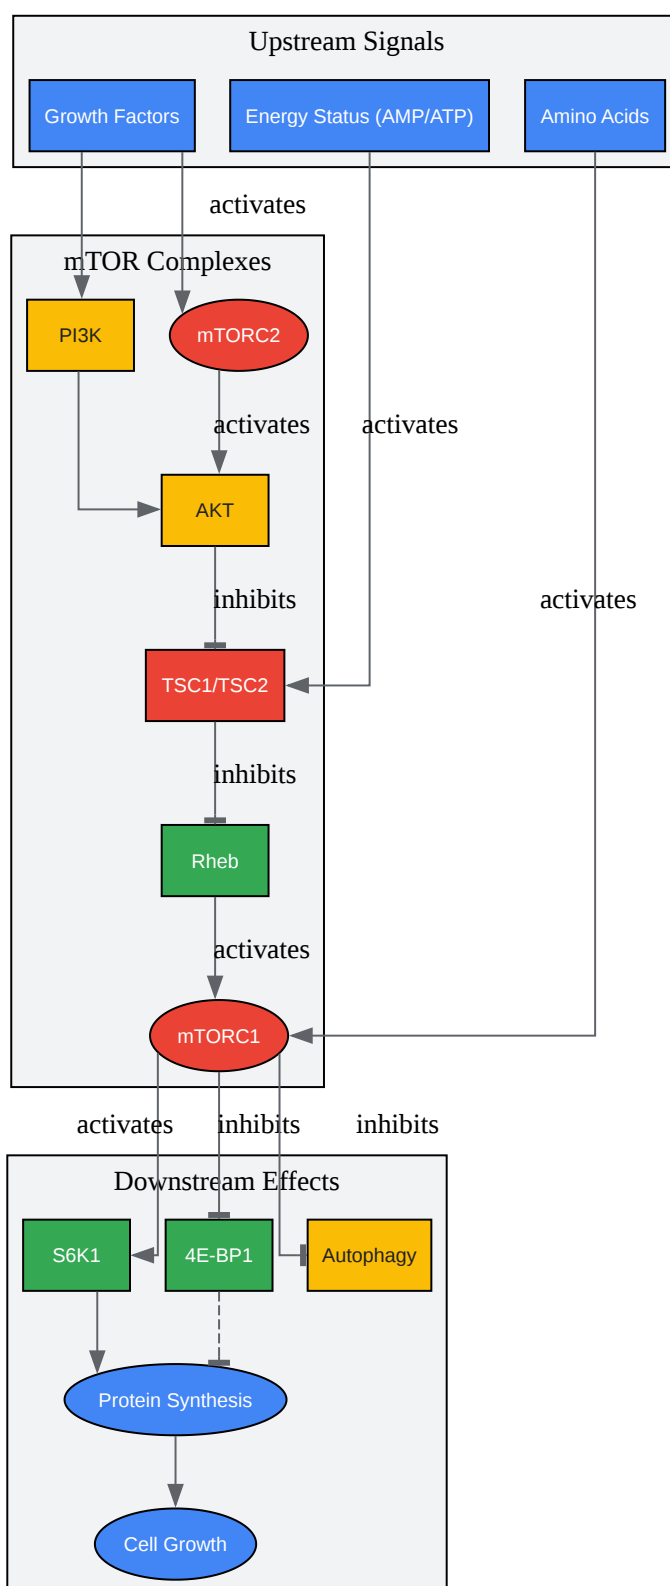 Upstream Signals
Growth Factors
Energy Status (AMP/ATP)
Amino Acids
activates
mTOR Complexes
PI3K
mTORC2
activates
activates
AKT
inhibits
activates
TSC1/TSC2
inhibits
Rheb
activates
mTORC1
activates
inhibits
inhibits
Downstream Effects
S6K1
4E-BP1
Autophagy
Protein Synthesis
Cell Growth